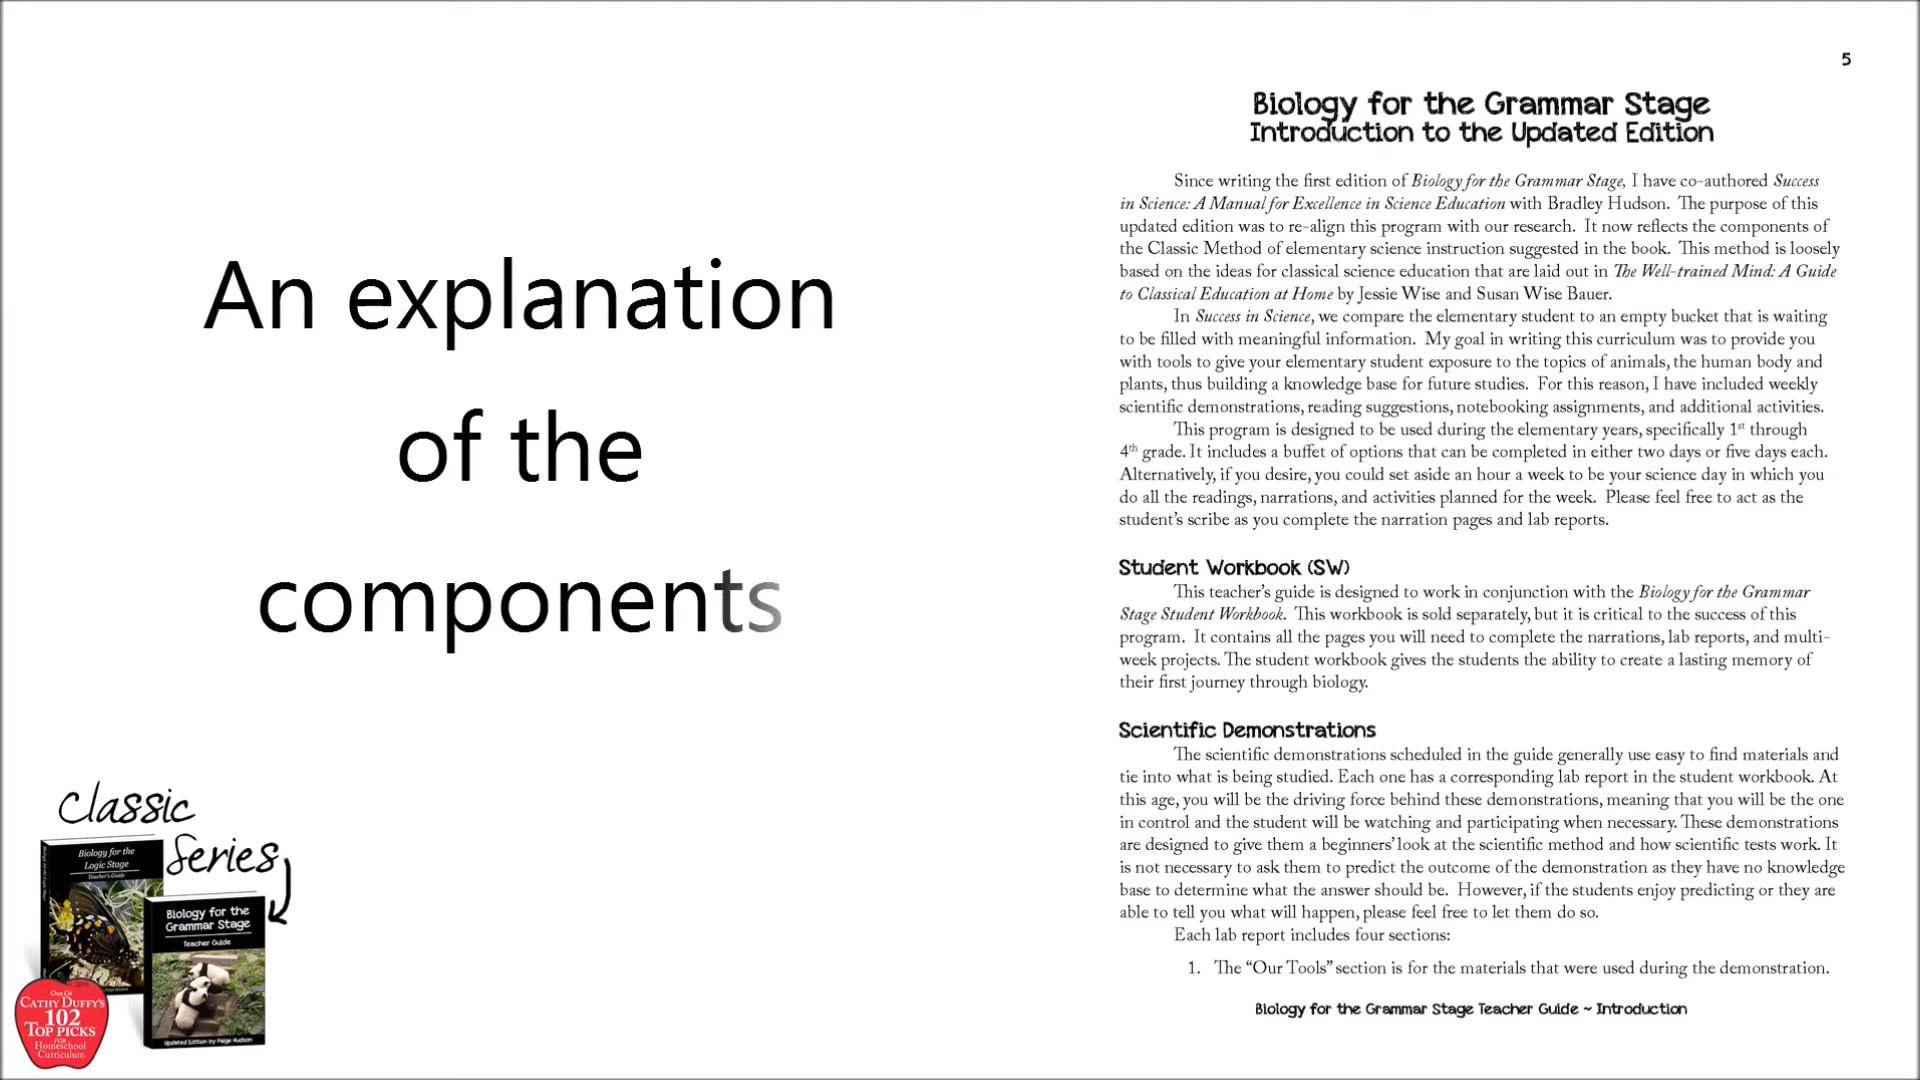 An explanation
of the
components
Classic
Series
Biology for the
Logic Stage
Teacher's Guide
Biology for the
Grammar Stage
Teacher Guide
Updated Edition by Paige Hudson
One Of
CATHY DUFFY'S
102
TOP PICKS
FOR
Homeschool
Curriculum
5
Biology for the Grammar Stage
Introduction to the Updated Edition
Since writing the first edition of Biology for the Grammar Stage, I have co-authored Success
in Science: A Manual for Excellence in Science Education with Bradley Hudson. The purpose of this
updated edition was to re-align this program with our research. It now reflects the components of
the Classic Method of elementary science instruction suggested in the book. This method is loosely
based on the ideas for classical science education that are laid out in The Well-trained Mind: A Guide
to Classical Education at Home by Jessie Wise and Susan Wise Bauer.
In Success in Science, we compare the elementary student to an empty bucket that is waiting
to be filled with meaningful information. My goal in writing this curriculum was to provide you
with tools to give your elementary student exposure to the topics of animals, the human body and
plants, thus building a knowledge base for future studies. For this reason, I have included weekly
scientific demonstrations, reading suggestions, notebooking assignments, and additional activities.
This program is designed to be used during the elementary years, specifically 1st through
4th grade. It includes a buffet of options that can be completed in either two days or five days each.
Alternatively, if you desire, you could set aside an hour a week to be your science day in which you
do all the readings, narrations, and activities planned for the week. Please feel free to act as the
student's scribe as you complete the narration pages and lab reports.
Student Workbook (SW)
This teacher's guide is designed to work in conjunction with the Biology for the Grammar
Stage Student Workbook. This workbook is sold separately, but it is critical to the success of this
program. It contains all the pages you will need to complete the narrations, lab reports, and multi-
week projects. The student workbook gives the students the ability to create a lasting memory of
their first journey through biology.
Scientific Demonstrations
The scientific demonstrations scheduled in the guide generally use easy to find materials and
tie into what is being studied. Each one has a corresponding lab report in the student workbook. At
this age, you will be the driving force behind these demonstrations, meaning that you will be the one
in control and the student will be watching and participating when necessary. These demonstrations
are designed to give them a beginners' look at the scientific method and how scientific tests work. It
is not necessary to ask them to predict the outcome of the demonstration as they have no knowledge
base to determine what the answer should be. However, if the students enjoy predicting or they are
able to tell you what will happen, please feel free to let them do so.
Each lab report includes four sections:
1. The “Our Tools” section is for the materials that were used during the demonstration.
Biology for the Grammar Stage Teacher Guide ~ Introduction